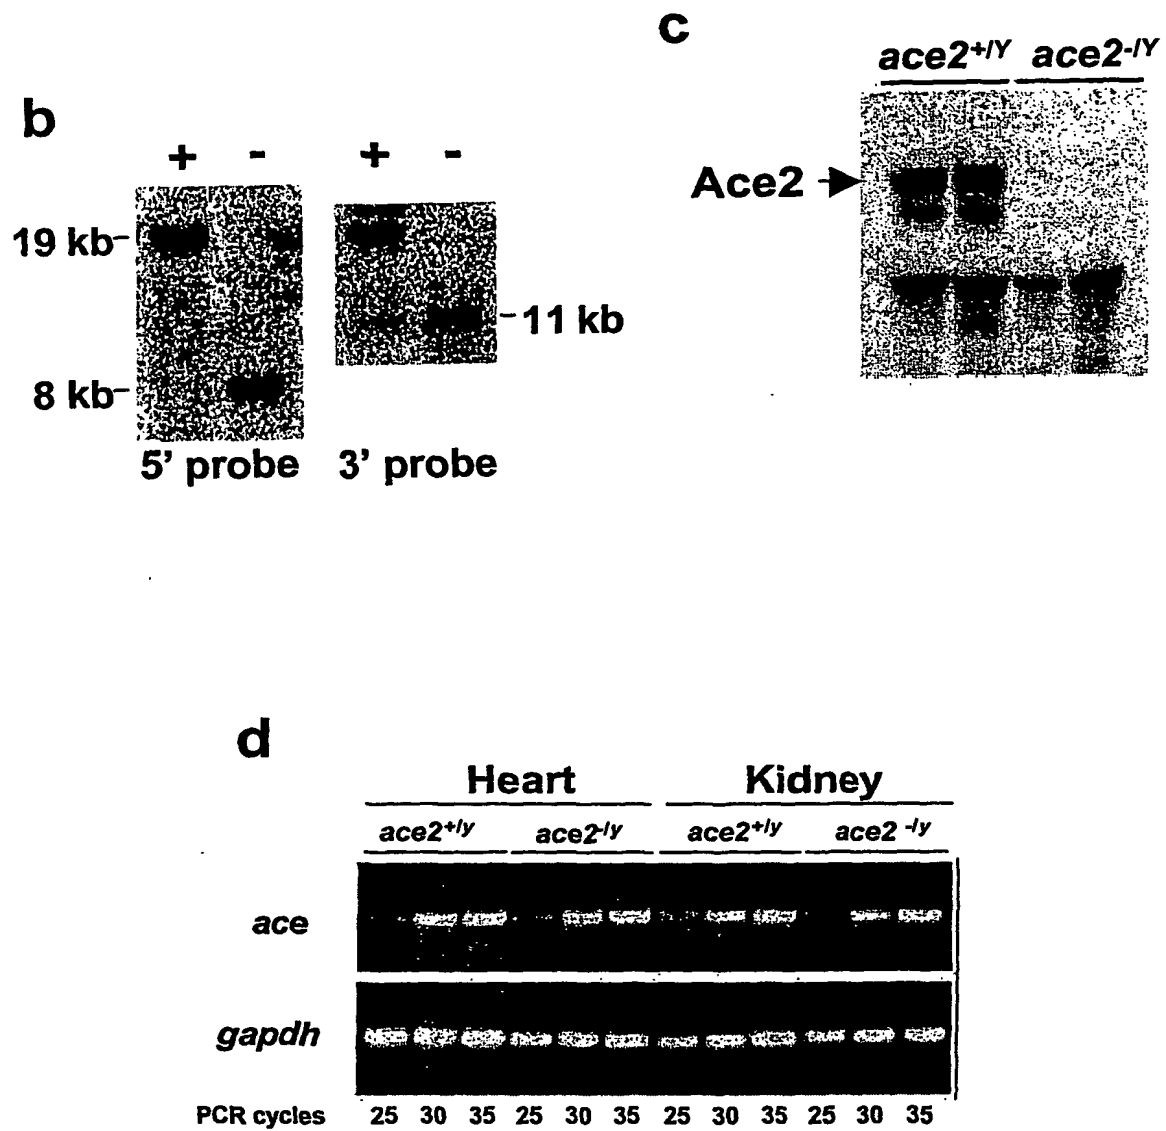 c
ace2+/Y ace2-/Y
b
+ - + -
Ace2
19 kb
11 kb
8 kb
5' probe 3' probe
d
Heart Kidney
ace2+/y ace2-/y ace2+/y ace2 -/y
ace
gapdh
PCR cycles 25 30 35 25 30 35 25 30 35 25 30 35